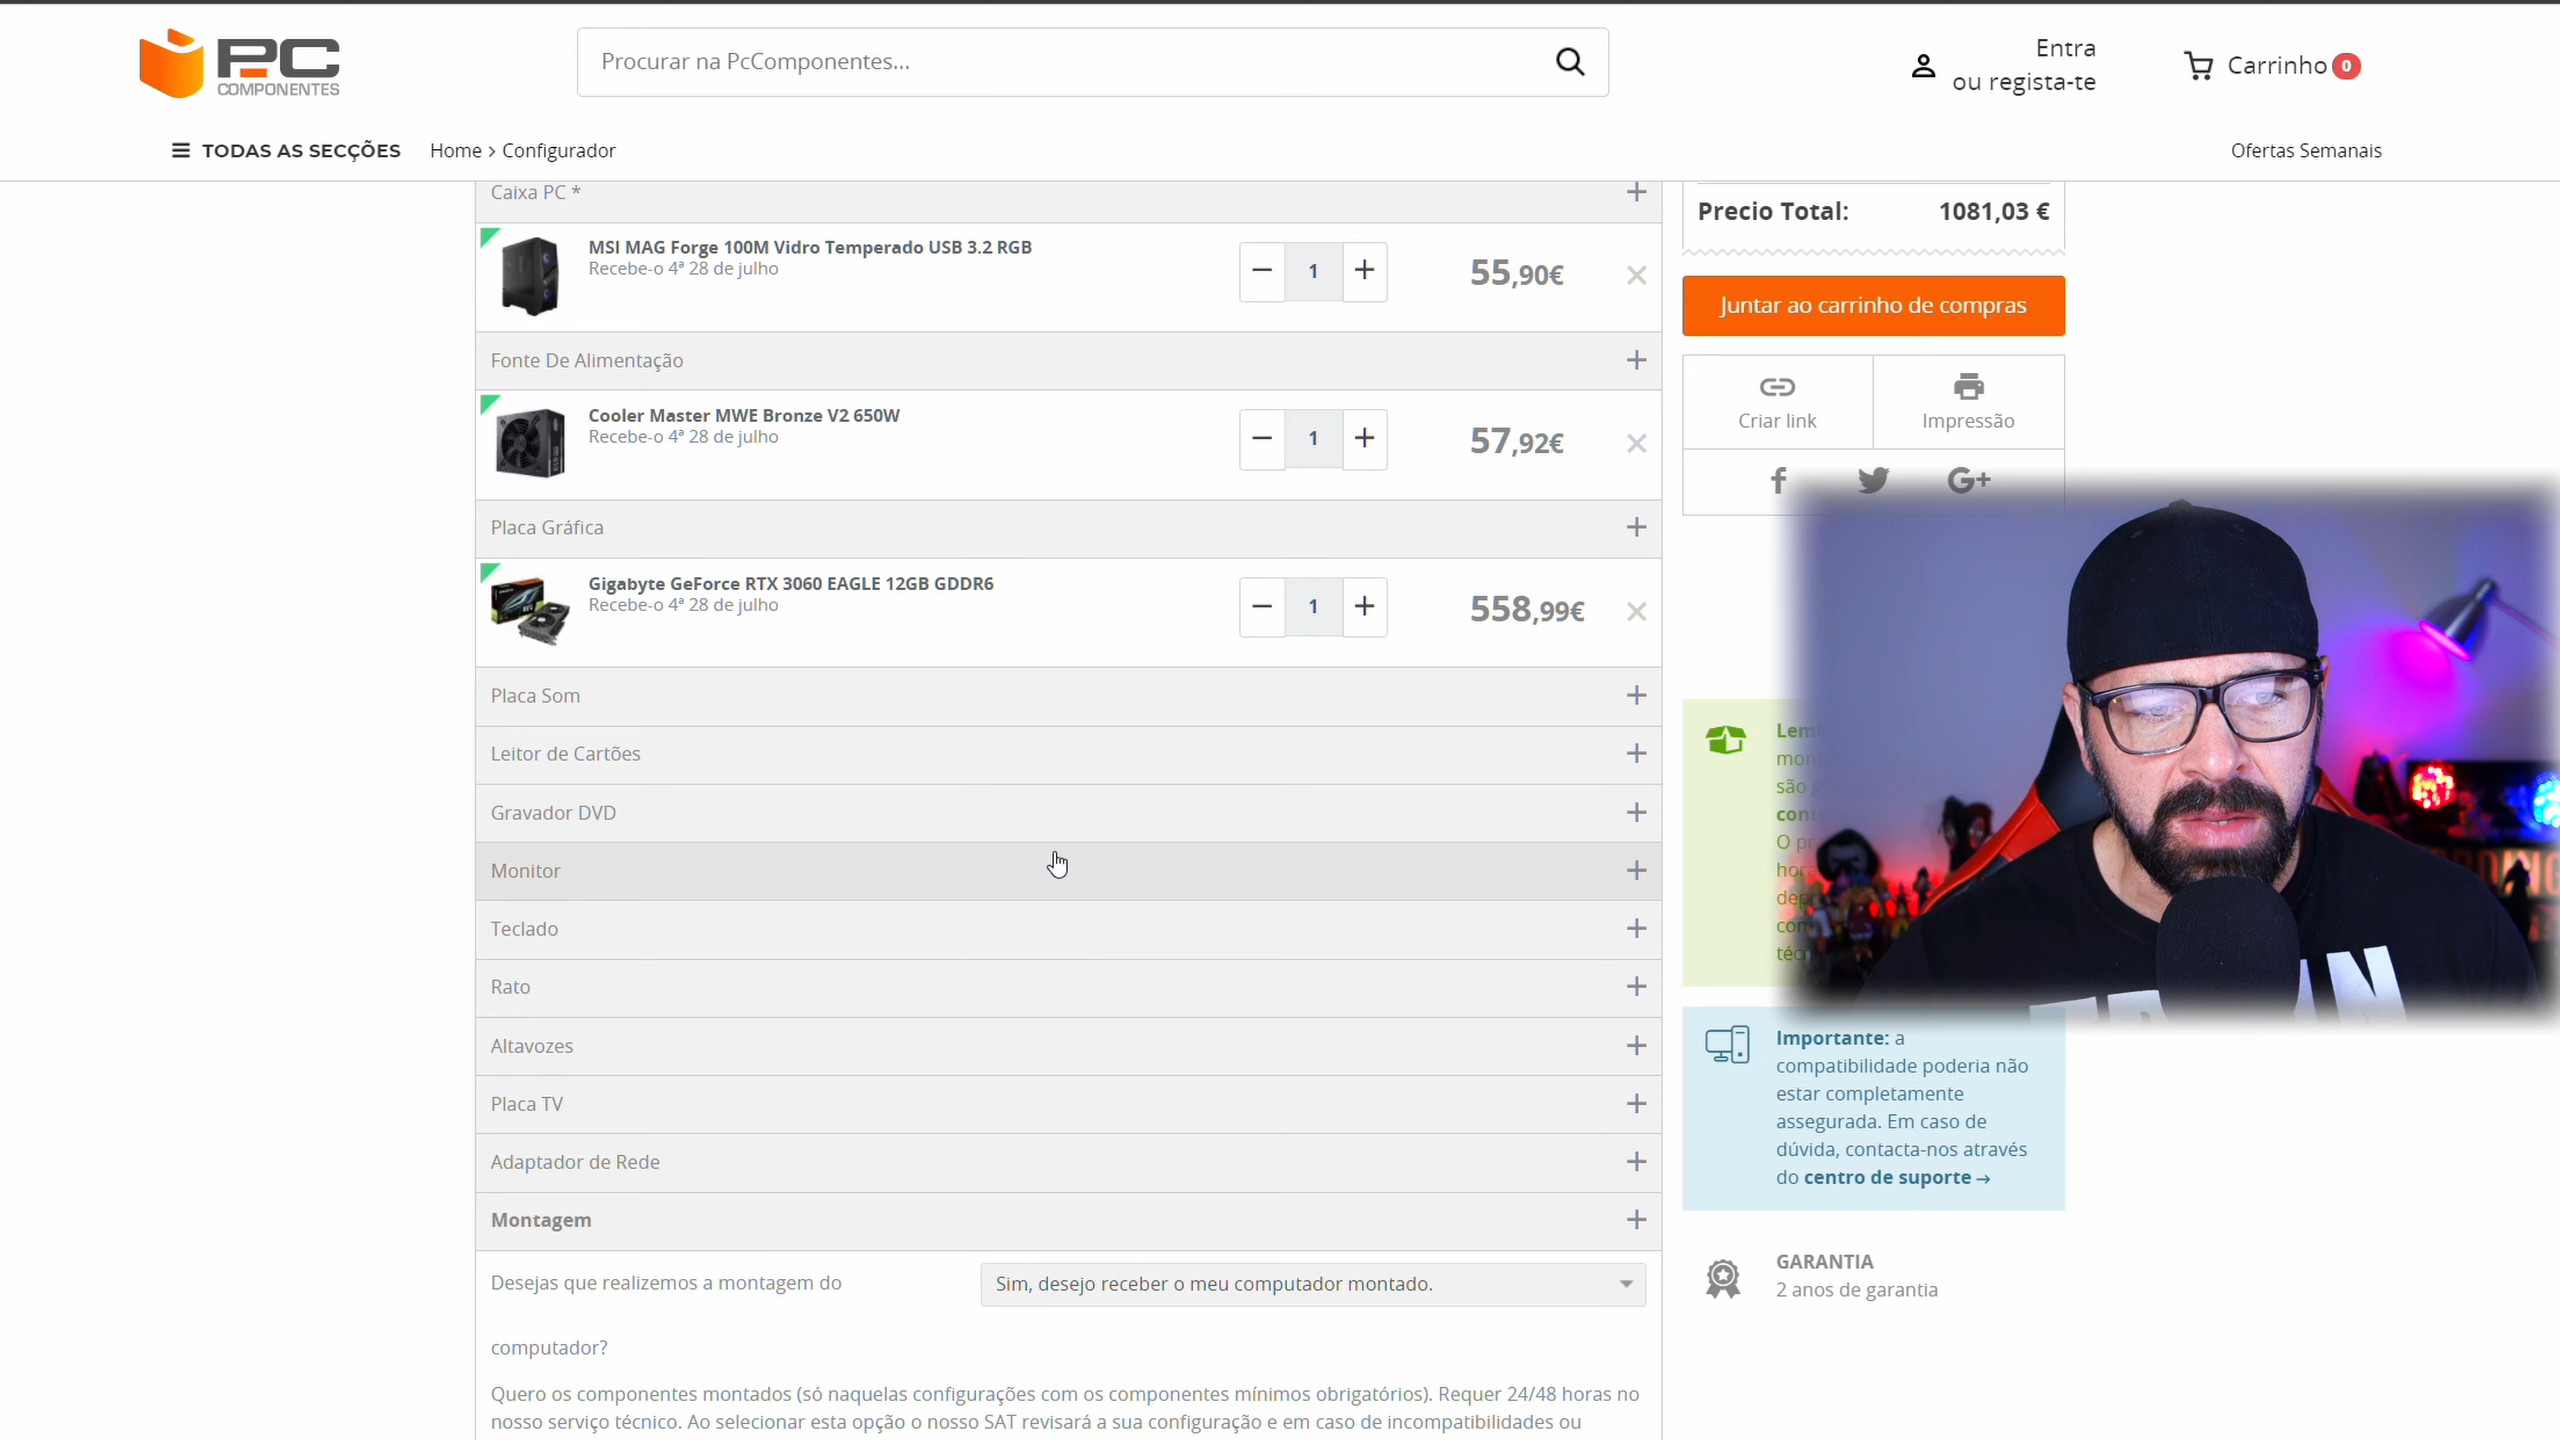 PC
COMPONENTES
Procurar na PcComponentes...
Entra
ou regista-te
Carrinho 0
TODAS AS SECÇÕES
Home > Configurador
Ofertas Semanais
Caixa PC *
+
MSI MAG Forge 100M Vidro Temperado USB 3.2 RGB
Recebe-o 4ª 28 de julho
− 1 +
55,90€
×
Fonte De Alimentação
+
Cooler Master MWE Bronze V2 650W
Recebe-o 4ª 28 de julho
− 1 +
57,92€
×
Placa Gráfica
+
Gigabyte GeForce RTX 3060 EAGLE 12GB GDDR6
Recebe-o 4ª 28 de julho
− 1 +
558,99€
×
Placa Som
+
Leitor de Cartões
+
Gravador DVD
+
Monitor
+
Teclado
+
Rato
+
Altavozes
+
Placa TV
+
Adaptador de Rede
+
Montagem
+
Desejas que realizemos a montagem do
computador?
Sim, desejo receber o meu computador montado.
Quero os componentes montados (só naquelas configurações com os componentes mínimos obrigatórios). Requer 24/48 horas no
nosso serviço técnico. Ao selecionar esta opção o nosso SAT revisará a sua configuração e em caso de incompatibilidades ou
Precio Total: 1081,03 €
Juntar ao carrinho de compras
Criar link
Impressão
f
G+
são
O
Importante: a
compatibilidade poderia não
estar completamente
assegurada. Em caso de
dúvida, contacta-nos através
do centro de suporte →
GARANTIA
2 anos de garantia